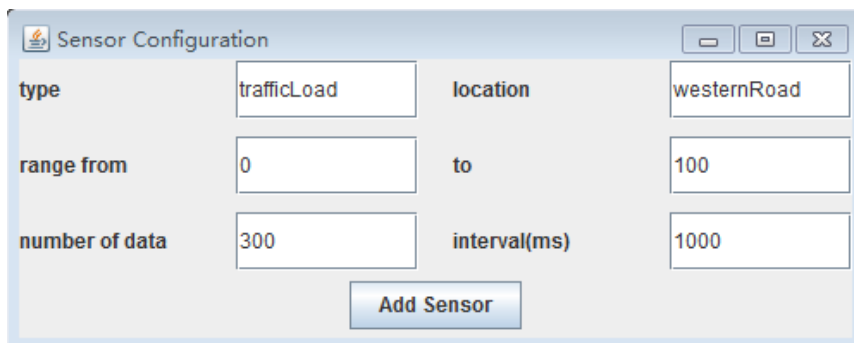 Sensor Configuration
type trafficLoad location westernRoad
range from 0 to 100
number of data 300 interval(ms) 1000
Add Sensor